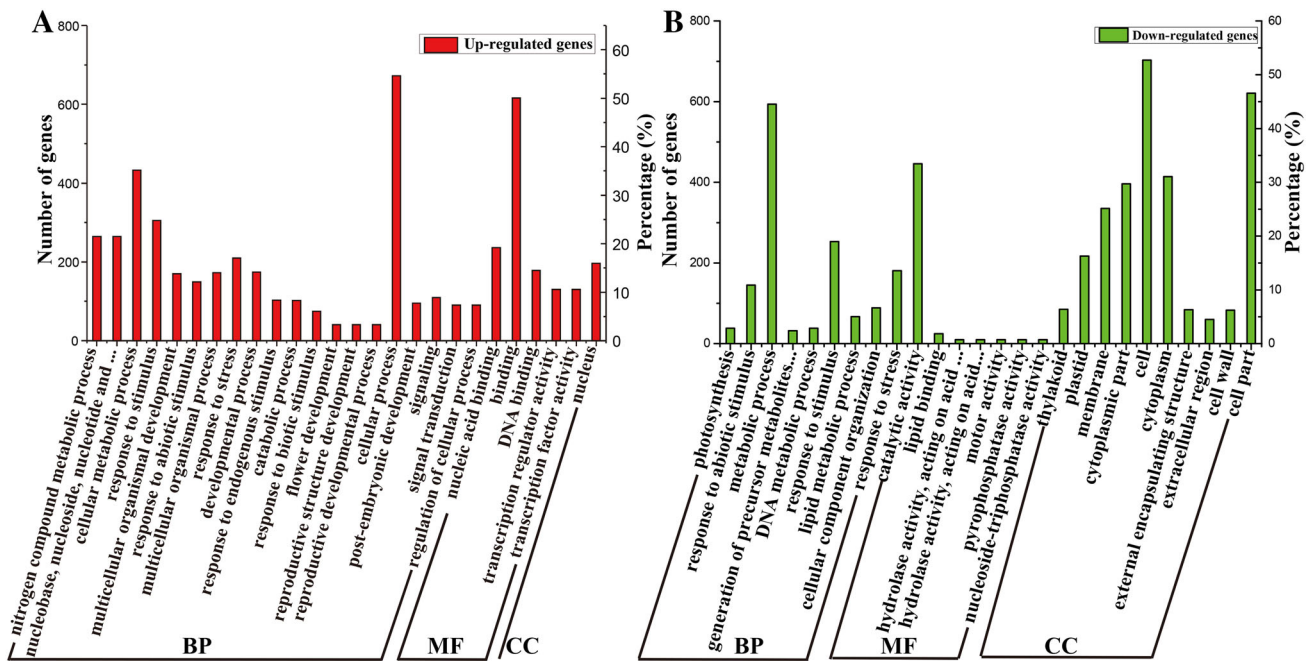 A
Up-regulated genes
Number of genes
800
600
400
200
0
Percentage (%)
60
50
40
30
20
10
0
nitrogen compound metabolic process
nucleobase, nucleoside, nucleotide and ...
cellular metabolic process
response to stimulus
multicellular organismal development
response to abiotic stimulus
multicellular organismal process
response to stress
developmental process
response to endogenous stimulus
catabolic process
response to biotic stimulus
flower development
reproductive structure development
reproductive developmental process
cellular process
post-embryonic development
signaling
signal transduction
regulation of cellular process
nucleic acid binding
binding
DNA binding
transcription regulator activity
transcription factor activity
nucleus
BP
MF
CC
B
Down-regulated genes
Number of genes
800
600
400
200
0
Percentage (%)
60
50
40
30
20
10
0
photosynthesis
response to abiotic stimulus
metabolic process
generation of precursor metabolites...
DNA metabolic process
response to stimulus
lipid metabolic process
cellular component organization
response to stress
catalytic activity
lipid binding
hydrolase activity, acting on acid ...
hydrolase activity, acting on acid...
motor activity
pyrophosphatase activity
nucleoside-triphosphatase activity
thylakoid
plastid
membrane
cytoplasmic part
cell
cytoplasm
external encapsulating structure
extracellular region
cell wall
cell part
BP
MF
CC